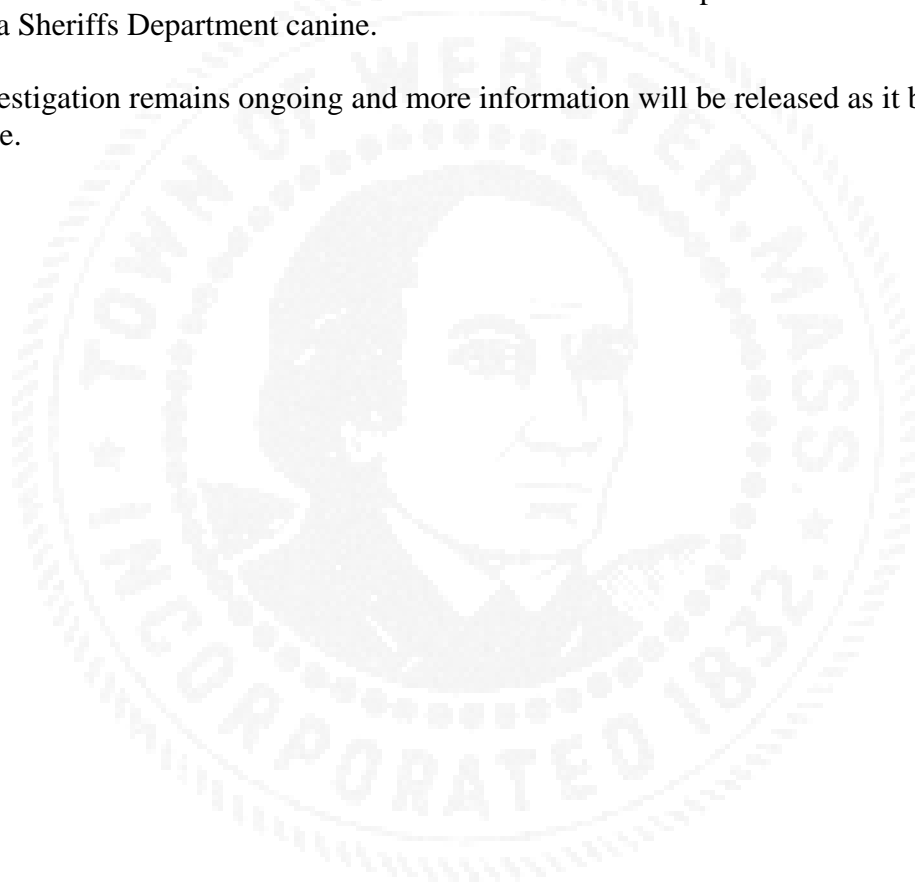 a Sheriffs Department canine.
estigation remains ongoing and more information will be released as it b
e.
TOWN OF WEBSTER, MASS.
INCORPORATED 1832.